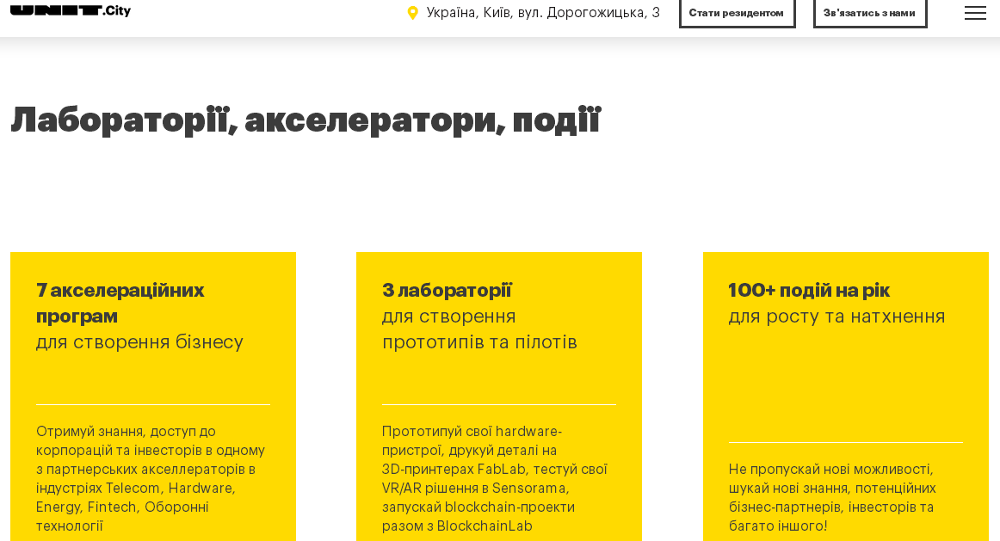 UNIT.City
Україна, Київ, вул. Дорогожицька, 3
Стати резидентом
Зв'язатись з нами
Лабораторії, акселератори, події
7 акселераційних
програм
для створення бізнесу
Отримуй знання, доступ до
корпорацій та інвесторів в одному
з партнерських акселлераторів в
індустріях Telecom, Hardware,
Energy, Fintech, Оборонні
технології
3 лабораторії
для створення
прототипів та пілотів
Прототипуй свої hardware-
пристрої, друкуй деталі на
3D-принтерах FabLab, тестуй свої
VR/AR рішення в Sensorama,
запускай blockchain-проекти
разом з BlockchainLab
100+ подій на рік
для росту та натхнення
Не пропускай нові можливості,
шукай нові знання, потенційних
бізнес-партнерів, інвесторів та
багато іншого!